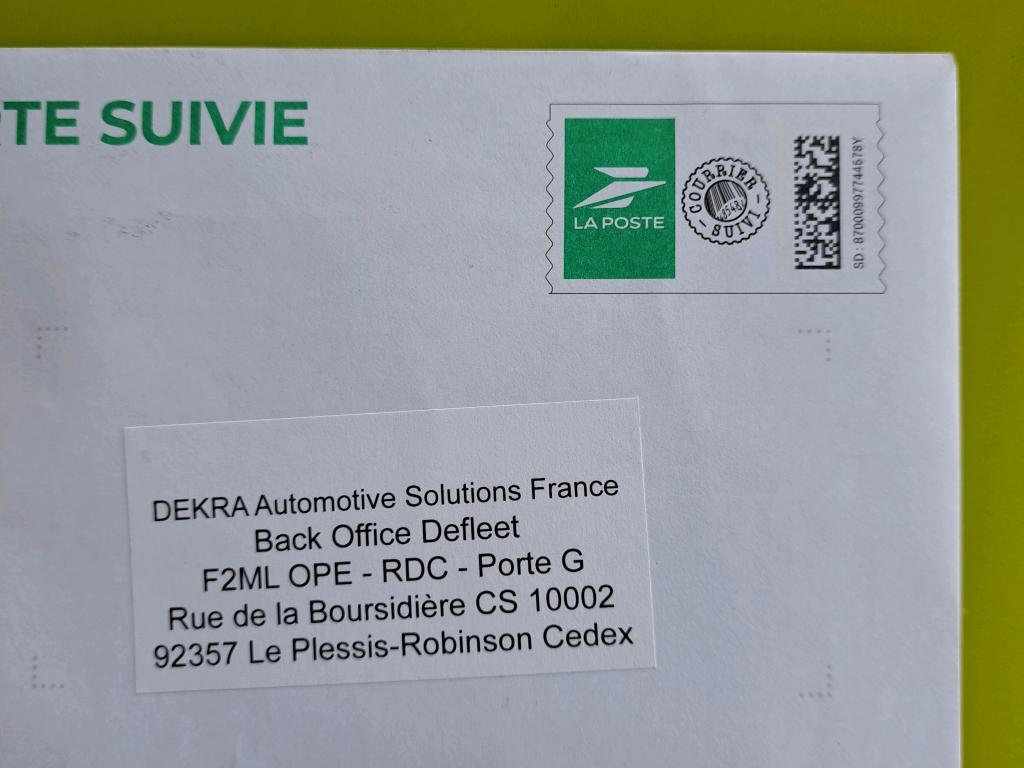 TE SUIVIE
LA POSTE
COURRIER
SUIVI
SD : 87000997744678Y
DEKRA Automotive Solutions France
Back Office Defleet
F2ML OPE - RDC - Porte G
Rue de la Boursidière CS 10002
92357 Le Plessis-Robinson Cedex